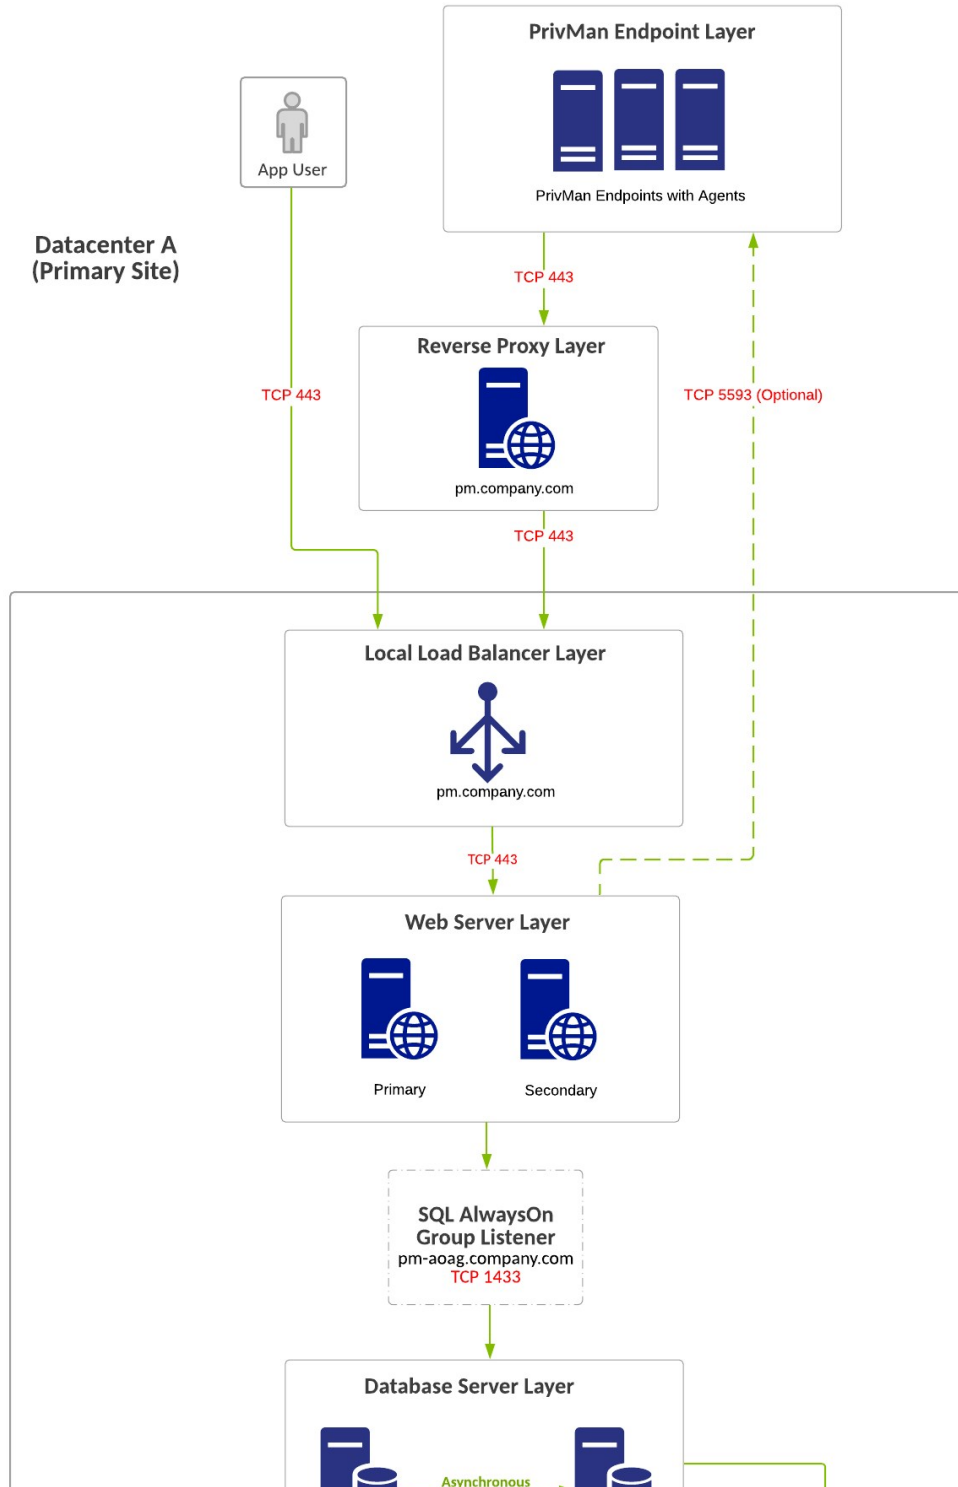 PrivMan Endpoint Layer
PrivMan Endpoints with Agents
App User
Datacenter A
(Primary Site)
TCP 443
Reverse Proxy Layer
pm.company.com
TCP 443
TCP 5593 (Optional)
TCP 443
Local Load Balancer Layer
pm.company.com
TCP 443
Web Server Layer
Primary
Secondary
SQL AlwaysOn
Group Listener
pm-aoag.company.com
TCP 1433
Database Server Layer
Asynchronous